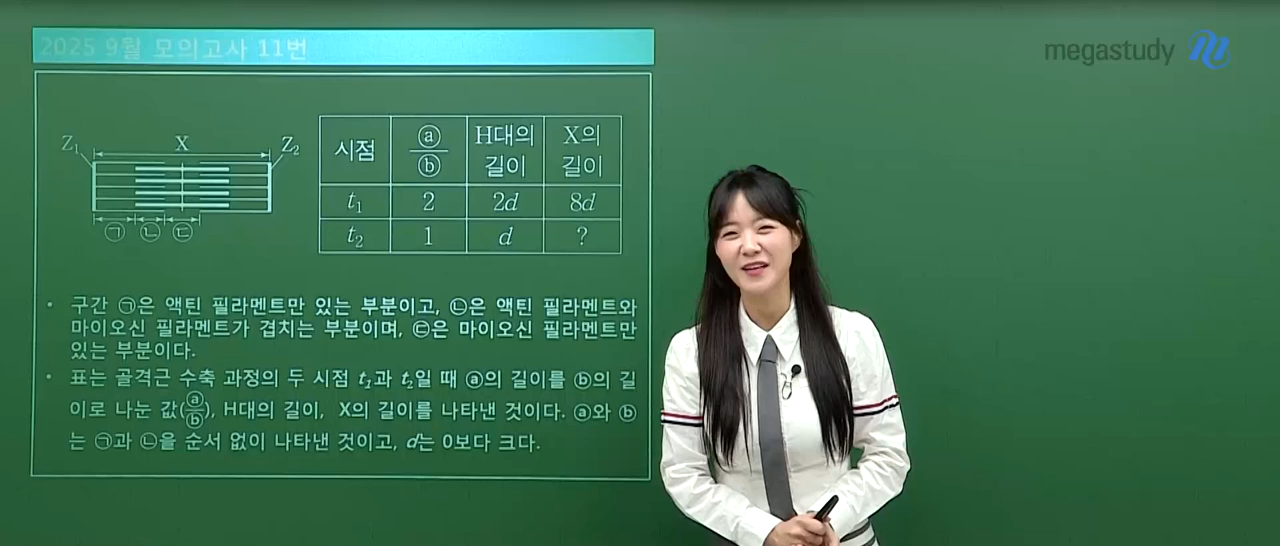 2025 9월 모의고사 11번
megastudy
Z₁ X Z₂
㉠ ㉡ ㉢
시점 ⓐ/ⓑ H대의 길이 X의 길이
t₁ 2 2d 8d
t₂ 1 d ?
• 구간 ㉠은 액틴 필라멘트만 있는 부분이고, ㉡은 액틴 필라멘트와
마이오신 필라멘트가 겹치는 부분이며, ㉢은 마이오신 필라멘트만
있는 부분이다.
• 표는 골격근 수축 과정의 두 시점 t₁과 t₂일 때 ⓐ의 길이를 ⓑ의 길
이로 나눈 값(ⓐ/ⓑ), H대의 길이, X의 길이를 나타낸 것이다. ⓐ와 ⓑ
는 ㉠과 ㉡을 순서 없이 나타낸 것이고, d는 0보다 크다.